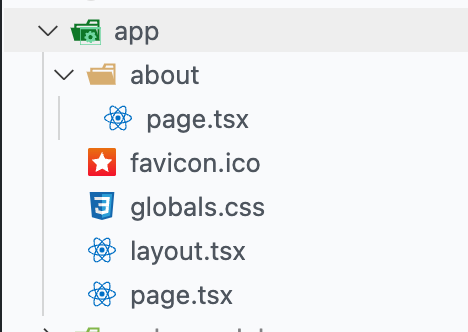 app
about
page.tsx
favicon.ico
globals.css
layout.tsx
page.tsx